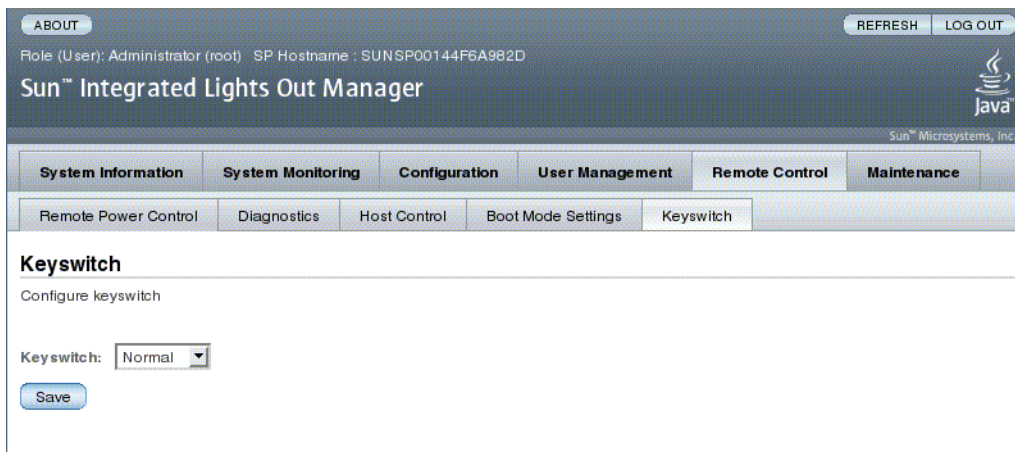 ABOUT
REFRESH
LOG OUT
Role (User): Administrator (root) SP Hostname : SUNSP00144F6A982D
Sun™ Integrated Lights Out Manager
Java™
Sun™ Microsystems, Inc.
System Information
System Monitoring
Configuration
User Management
Remote Control
Maintenance
Remote Power Control
Diagnostics
Host Control
Boot Mode Settings
Keyswitch
Keyswitch
Configure keyswitch
Keyswitch: Normal
Save